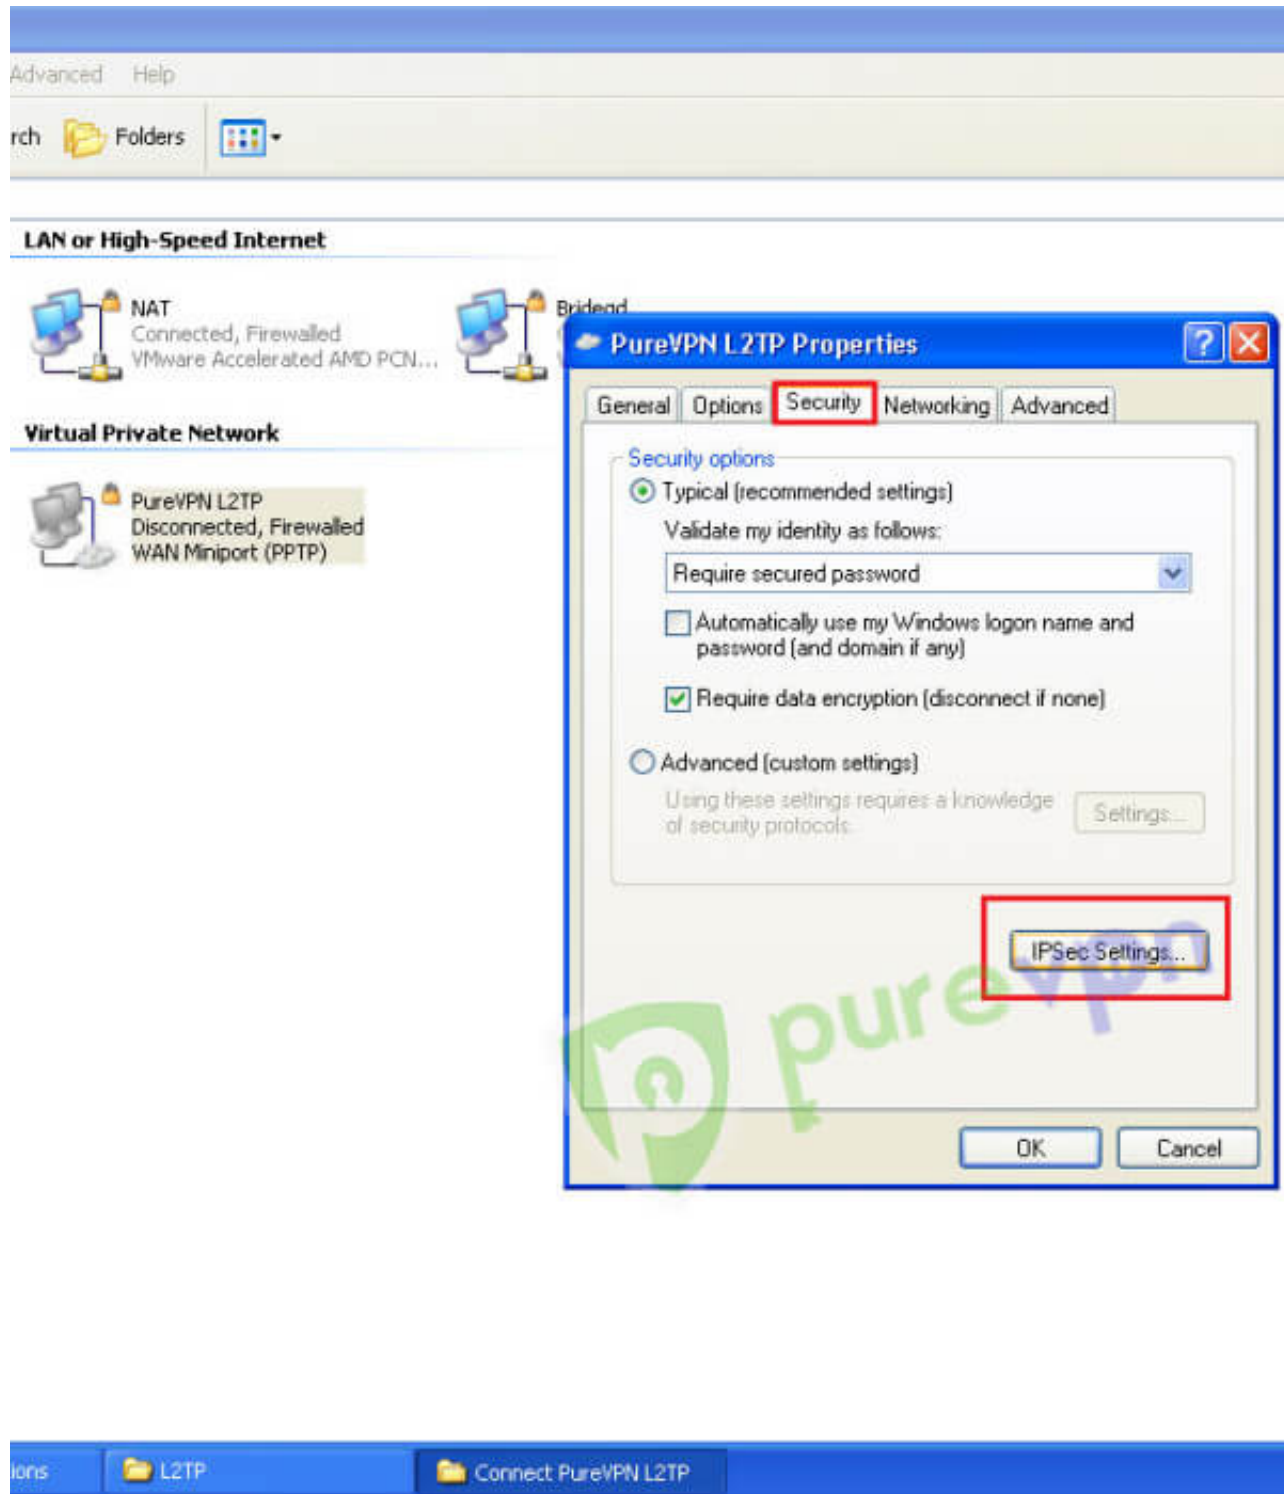 Advanced Help
rch Folders
LAN or High-Speed Internet
NAT
Connected, Firewalled
VMware Accelerated AMD PCN...
Virtual Private Network
PureVPN L2TP
Disconnected, Firewalled
WAN Miniport (PPTP)
PureVPN L2TP Properties
General Options Security Networking Advanced
Security options
Typical (recommended settings)
Validate my identity as follows:
Require secured password
Automatically use my Windows logon name and
password (and domain if any)
Require data encryption (disconnect if none)
Advanced (custom settings)
Using these settings requires a knowledge
of security protocols.
Settings...
IPSec Settings...
purevpn
OK Cancel
ions L2TP Connect PureVPN L2TP